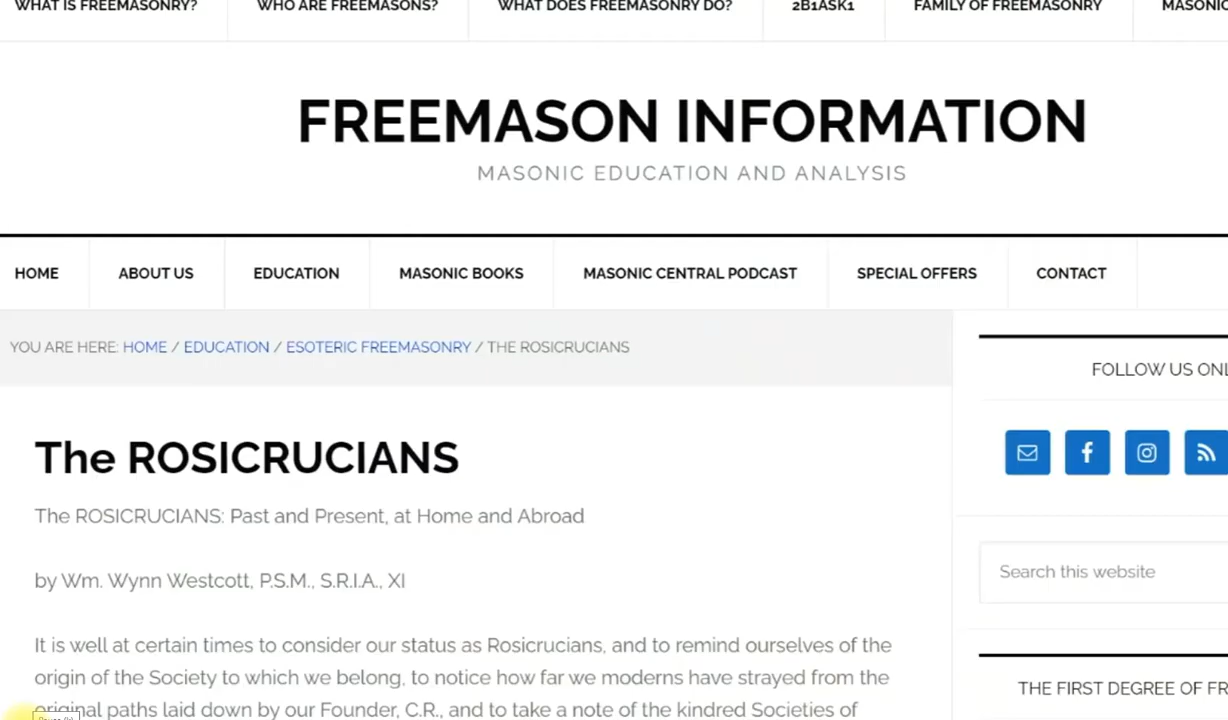 WHAT IS FREEMASONRY? WHO ARE FREEMASONS? WHAT DOES FREEMASONRY DO? 2B1ASK1 FAMILY OF FREEMASONRY
FREEMASON INFORMATION
MASONIC EDUCATION AND ANALYSIS
HOME ABOUT US EDUCATION MASONIC BOOKS MASONIC CENTRAL PODCAST SPECIAL OFFERS CONTACT
YOU ARE HERE: HOME / EDUCATION / ESOTERIC FREEMASONRY / THE ROSICRUCIANS
FOLLOW US ONL
The ROSICRUCIANS
The ROSICRUCIANS: Past and Present, at Home and Abroad
by Wm. Wynn Westcott, P.S.M., S.R.I.A., XI
Search this website
It is well at certain times to consider our status as Rosicrucians, and to remind ourselves of the
origin of the Society to which we belong, to notice how far we moderns have strayed from the
original paths laid down by our Founder, C.R., and to take a note of the kindred Societies of
THE FIRST DEGREE OF FR